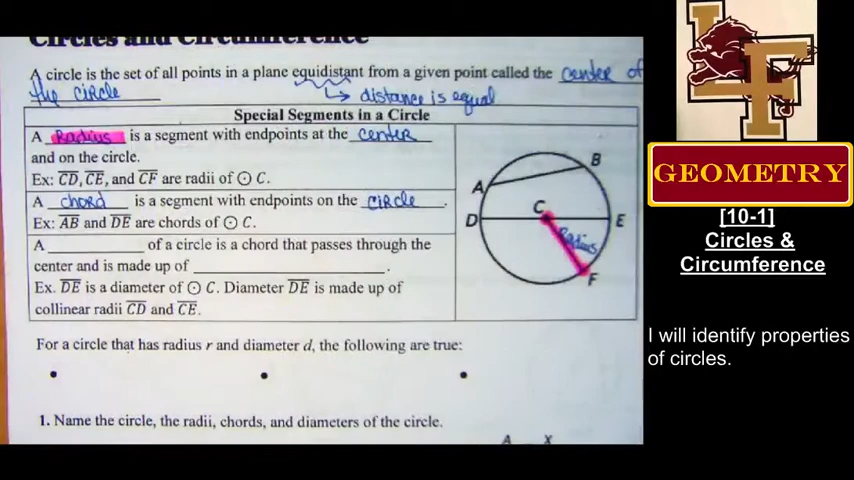 Circles and Circumference
A circle is the set of all points in a plane equidistant from a given point called the center of
the circle
↳ distance is equal
Special Segments in a Circle
A Radius is a segment with endpoints at the center
and on the circle.
Ex: CD, CE, and CF are radii of ⊙ C.
A chord is a segment with endpoints on the circle.
Ex: AB and DE are chords of ⊙ C.
A ____________ of a circle is a chord that passes through the
center and is made up of ________________________.
Ex. DE is a diameter of ⊙ C. Diameter DE is made up of
collinear radii CD and CE.
A
B
C
D
E
F
Radius
For a circle that has radius r and diameter d, the following are true:
• • •
1. Name the circle, the radii, chords, and diameters of the circle.
A X
LF
GEOMETRY
[10-1]
Circles &
Circumference
I will identify properties
of circles.